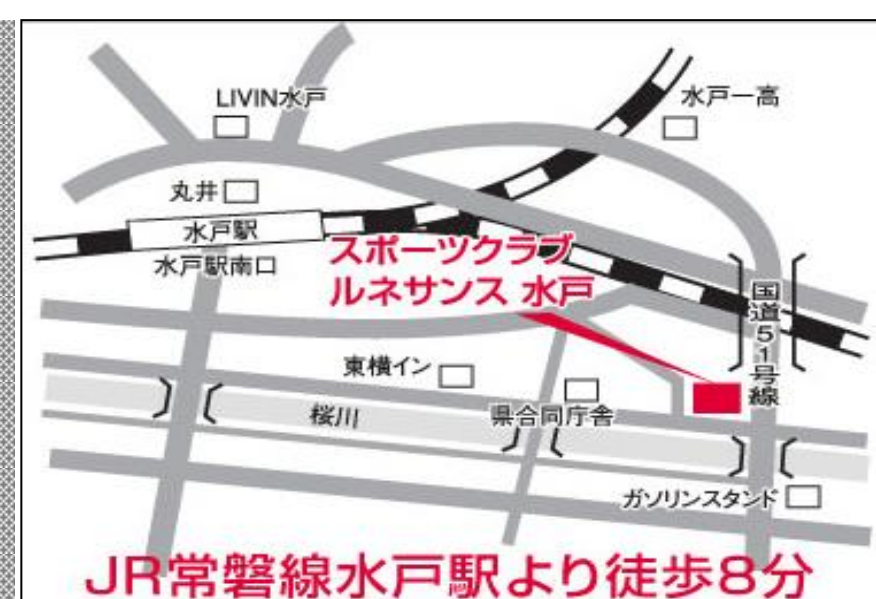 LIVIN水戸
水戸一高
丸井
水戸駅
水戸駅南口
スポーツクラブ
ルネサンス 水戸
国道51号線
東横イン
県合同庁舎
桜川
ガソリンスタンド
JR常磐線水戸駅より徒歩8分